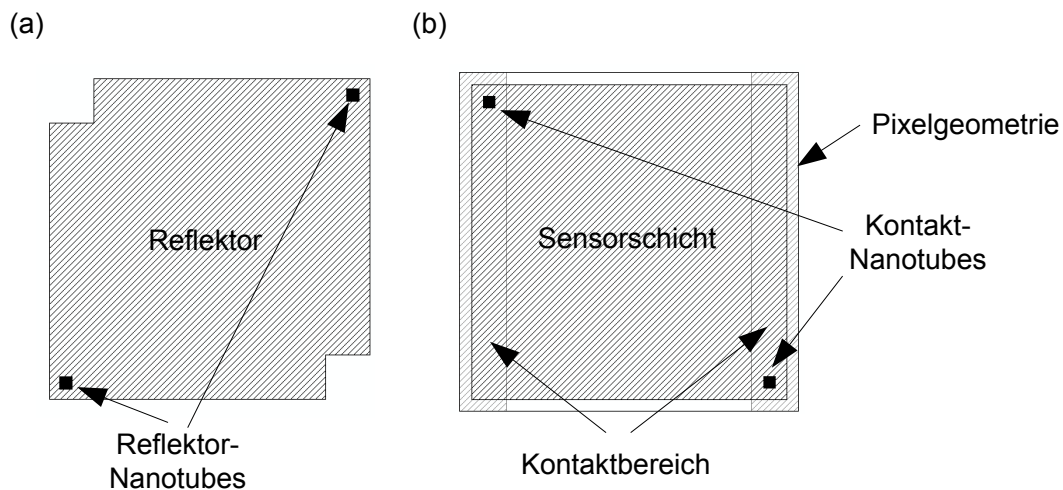 (a)
(b)
Pixelgeometrie
Reflektor
Sensorschicht
Kontakt-
Nanotubes
Reflektor-
Nanotubes
Kontaktbereich